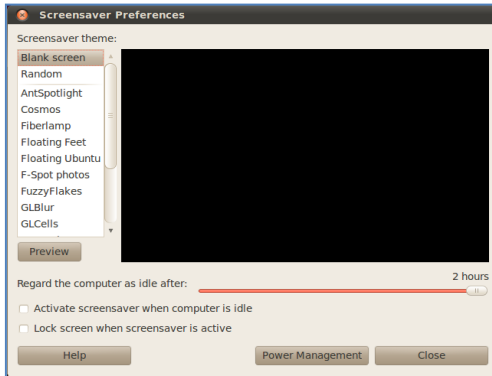 Screensaver Preferences
Screensaver theme:
Blank screen
Random
AntSpotlight
Cosmos
Fiberlamp
Floating Feet
Floating Ubuntu
F-Spot photos
FuzzyFlakes
GLBlur
GLCells
Preview
2 hours
Regard the computer as idle after:
Activate screensaver when computer is idle
Lock screen when screensaver is active
Help Power Management Close